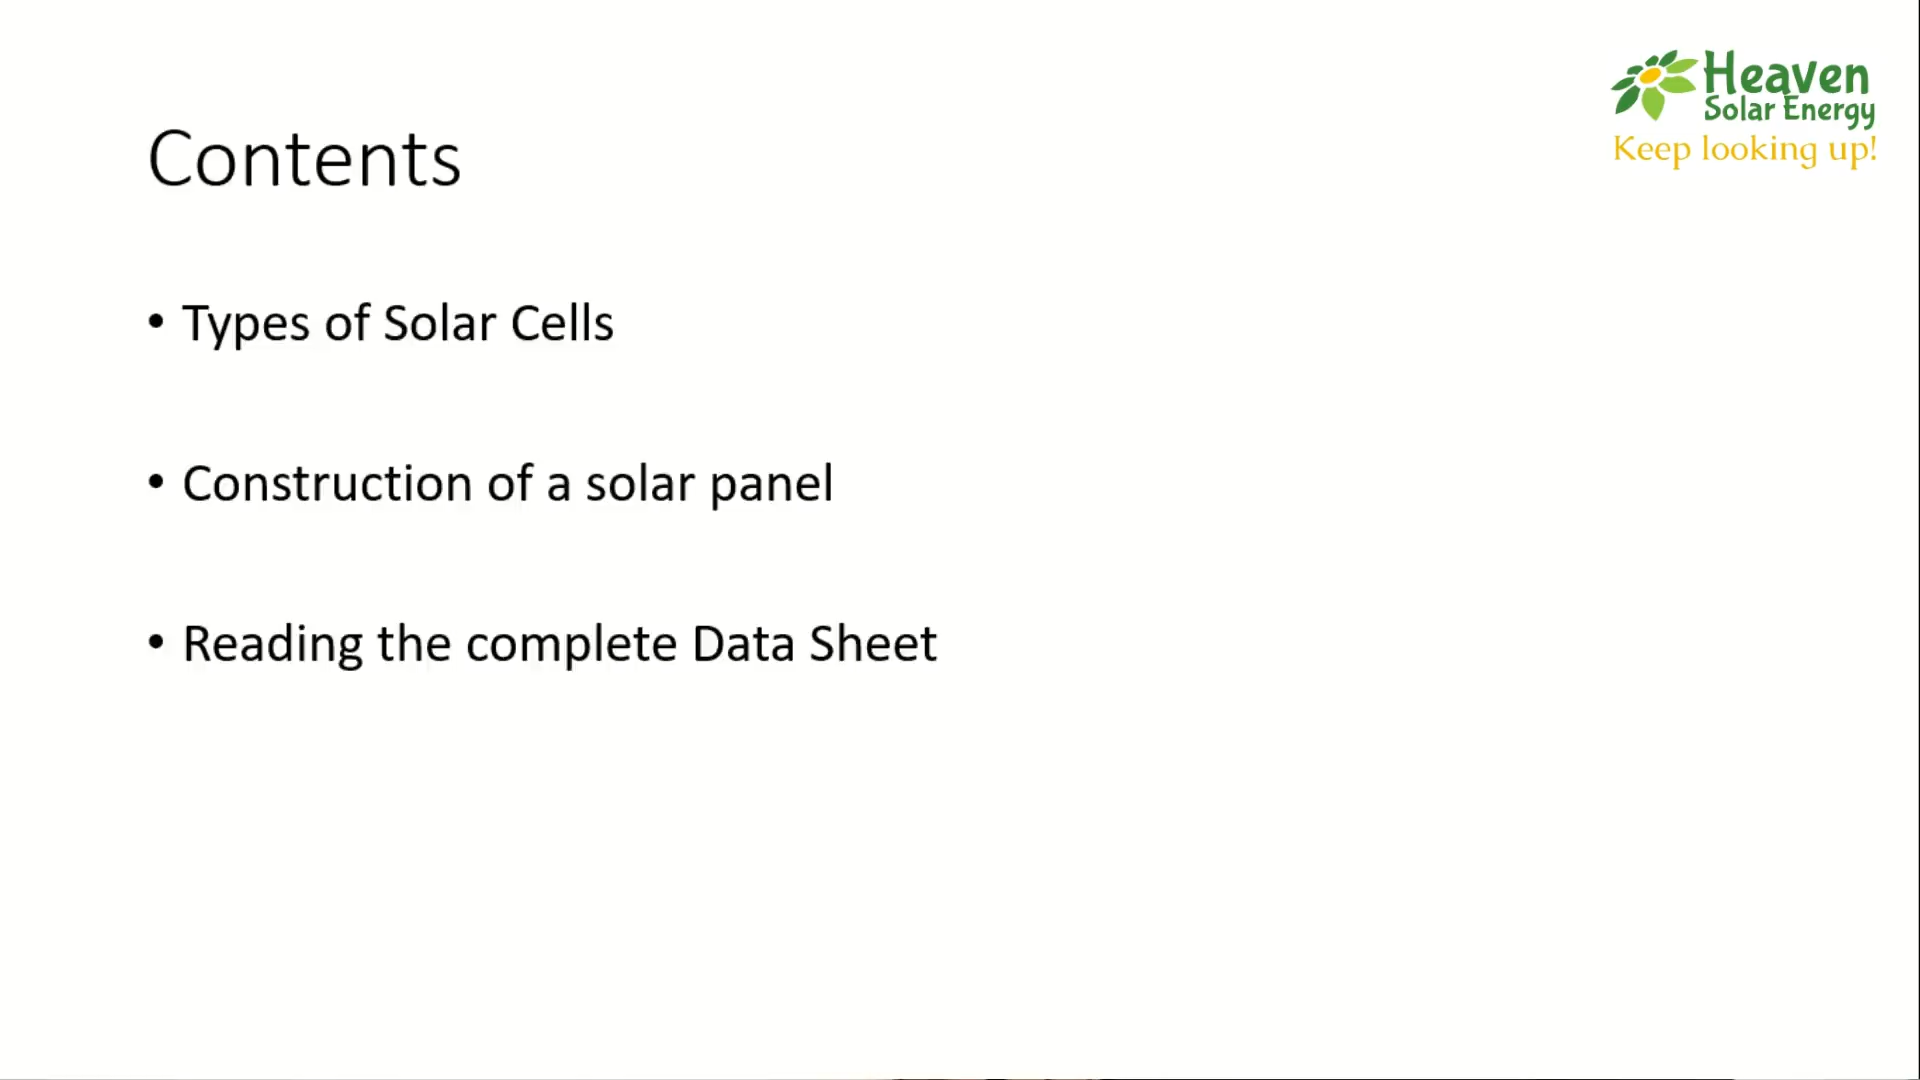 Heaven
Solar Energy
Keep looking up!
Contents
• Types of Solar Cells
• Construction of a solar panel
• Reading the complete Data Sheet